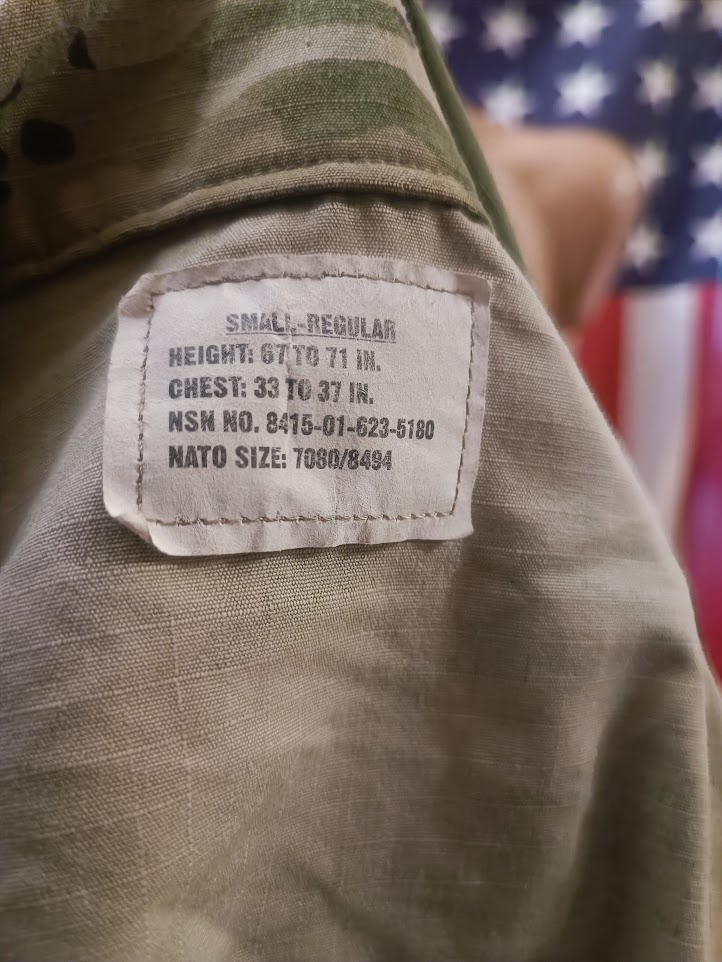 SMALL-REGULAR
HEIGHT: 67 TO 71 IN.
CHEST: 33 TO 37 IN.
NSN NO. 8415-01-623-5180
NATO SIZE: 7080/8494